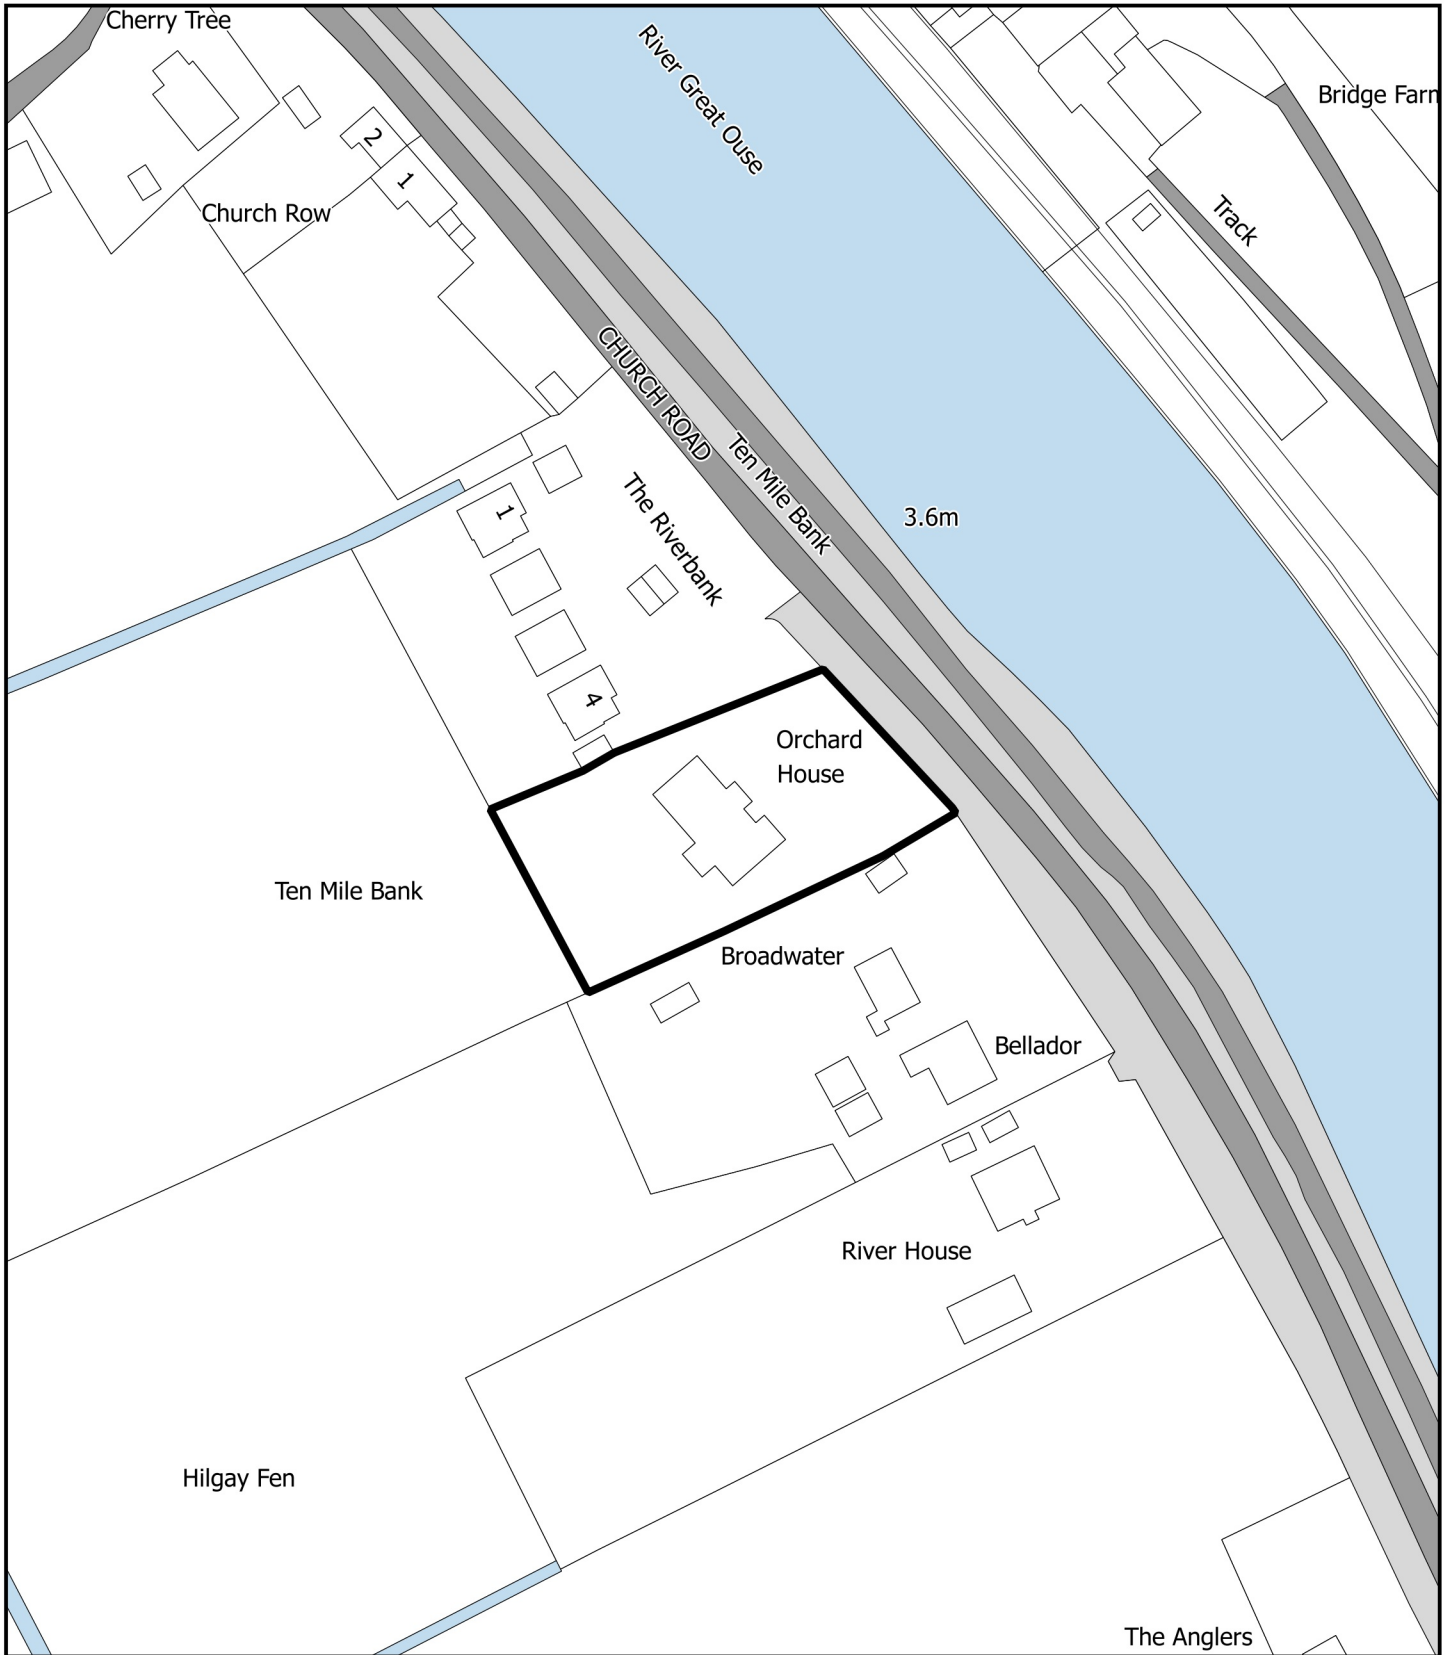 Cherry Tree
River Great Ouse
Bridge Farm
2
1
Church Row
Track
CHURCH ROAD
Ten Mile Bank
The Riverbank
3.6m
1
4
Orchard
House
Ten Mile Bank
Broadwater
Bellador
River House
Hilgay Fen
The Anglers